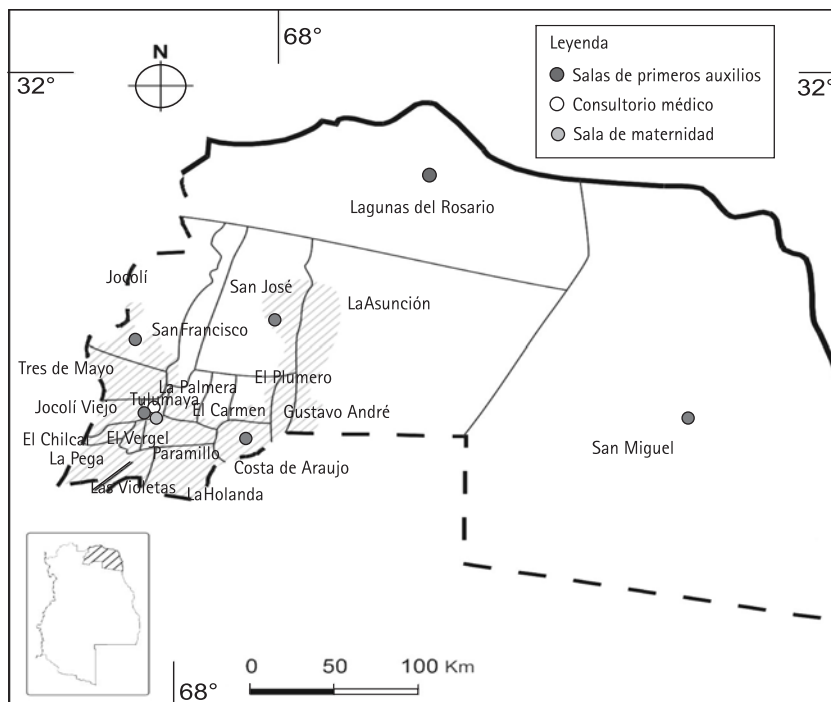 68°
32°
N
32°
Leyenda
Salas de primeros auxilios
Consultorio médico
Sala de maternidad
Lagunas del Rosario
Jocolí
San José
LaAsunción
SanFrancisco
Tres de Mayo
El Plumero
La Palmera
Tulumaya
Jocolí Viejo
El Carmen
Gustavo André
El Chilcal
El Vergel
San Miguel
La Pega
Paramillo
Costa de Araujo
Las Violetas
LaHolanda
0 50 100 Km
68°